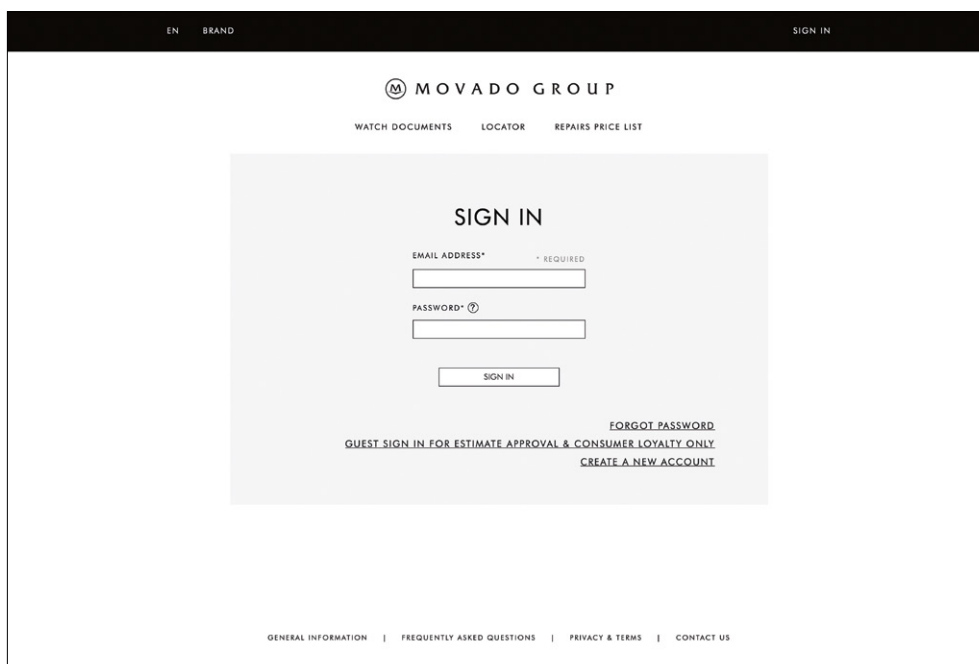 EN BRAND SIGN IN
MOVADO GROUP
WATCH DOCUMENTS LOCATOR REPAIRS PRICE LIST
SIGN IN
EMAIL ADDRESS* * REQUIRED
PASSWORD* ?
SIGN IN
FORGOT PASSWORD
GUEST SIGN IN FOR ESTIMATE APPROVAL & CONSUMER LOYALTY ONLY
CREATE A NEW ACCOUNT
GENERAL INFORMATION | FREQUENTLY ASKED QUESTIONS | PRIVACY & TERMS | CONTACT US